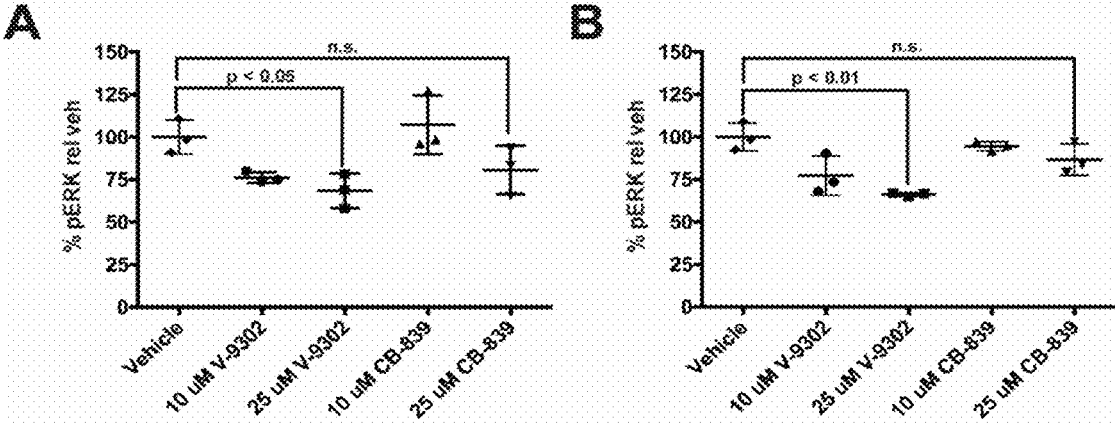 A
% pERK rel veh
150
125
100
75
50
25
0
n.s.
p < 0.05
Vehicle
10 uM V-9302
25 uM V-9302
10 uM CB-839
25 uM CB-839
B
% pERK rel veh
150
125
100
75
50
25
0
n.s.
p < 0.01
Vehicle
10 uM V-9302
25 uM V-9302
10 uM CB-839
25 uM CB-839